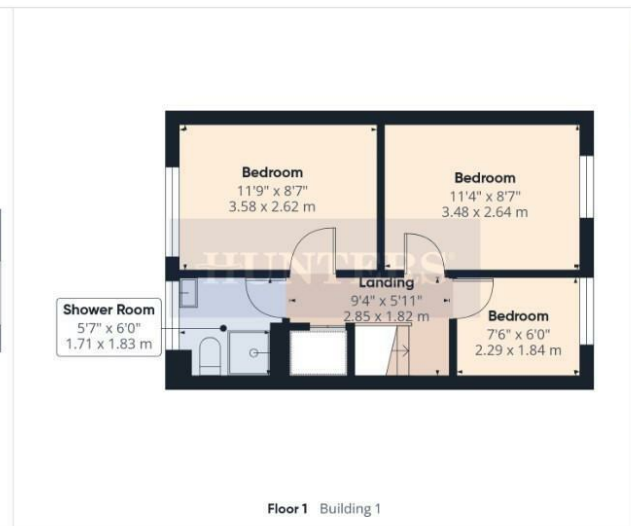 Bedroom
11'9" x 8'7"
3.58 x 2.62 m
Bedroom
11'4" x 8'7"
3.48 x 2.64 m
HUNTERS
Landing
9'4" x 5'11"
2.85 x 1.82 m
Shower Room
5'7" x 6'0"
1.71 x 1.83 m
Bedroom
7'6" x 6'0"
2.29 x 1.84 m
Floor 1 Building 1